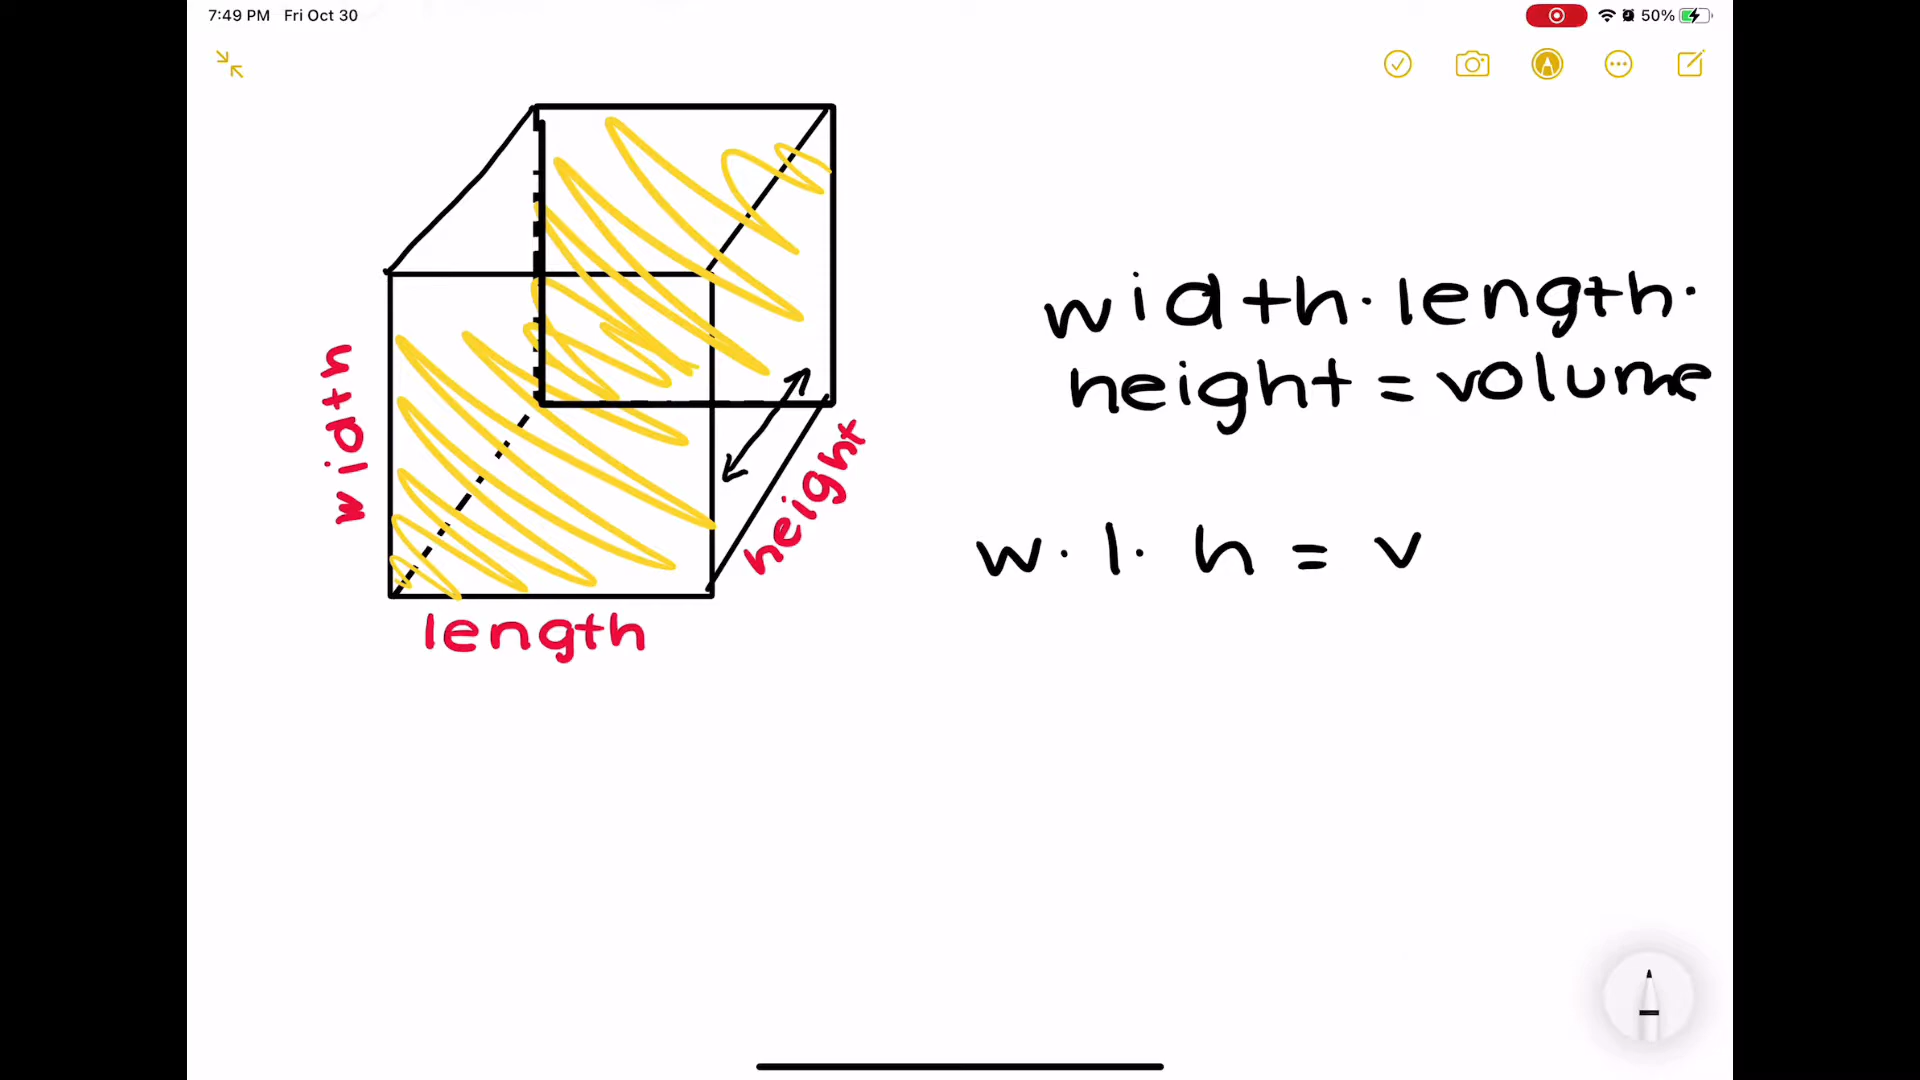 7:49 PM Fri Oct 30
50%
width
height
length
width · length ·
height = volume
w · l · h = v